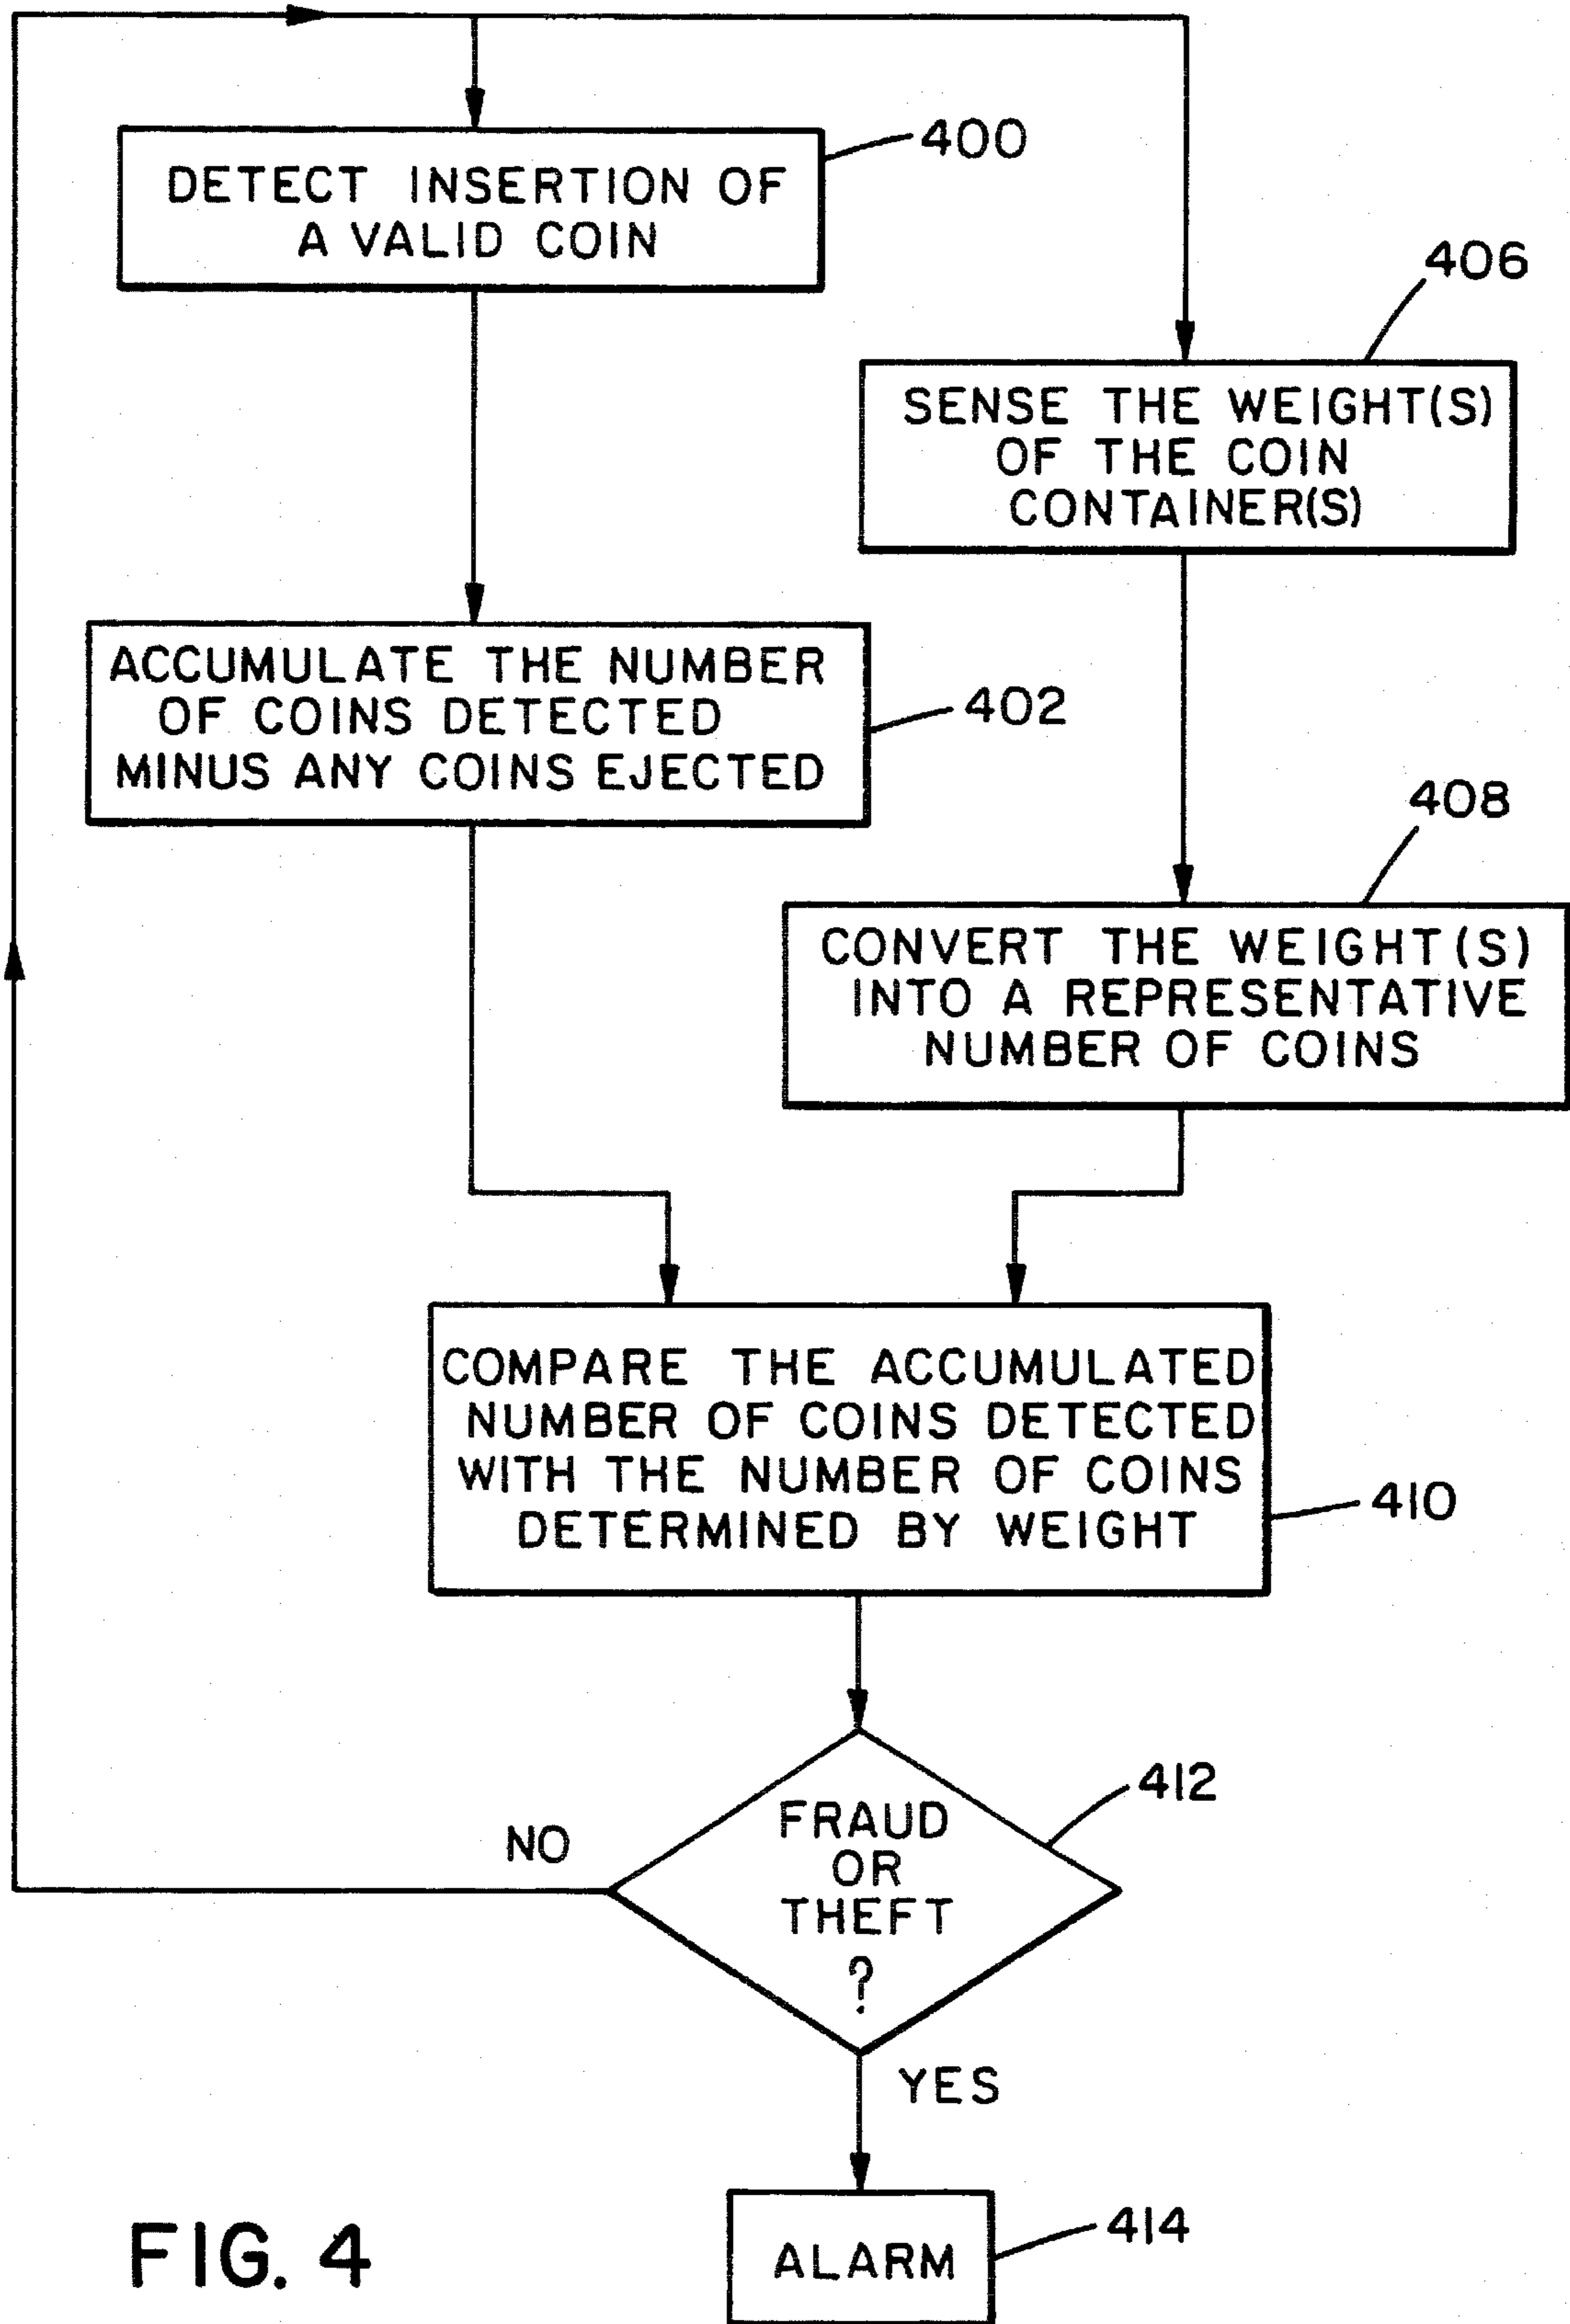 400
DETECT INSERTION OF
A VALID COIN
406
SENSE THE WEIGHT(S)
OF THE COIN
CONTAINER(S)
ACCUMULATE THE NUMBER
OF COINS DETECTED
MINUS ANY COINS EJECTED
402
408
CONVERT THE WEIGHT(S)
INTO A REPRESENTATIVE
NUMBER OF COINS
COMPARE THE ACCUMULATED
NUMBER OF COINS DETECTED
WITH THE NUMBER OF COINS
DETERMINED BY WEIGHT
410
412
FRAUD
OR
THEFT
?
NO
YES
ALARM
414
FIG. 4